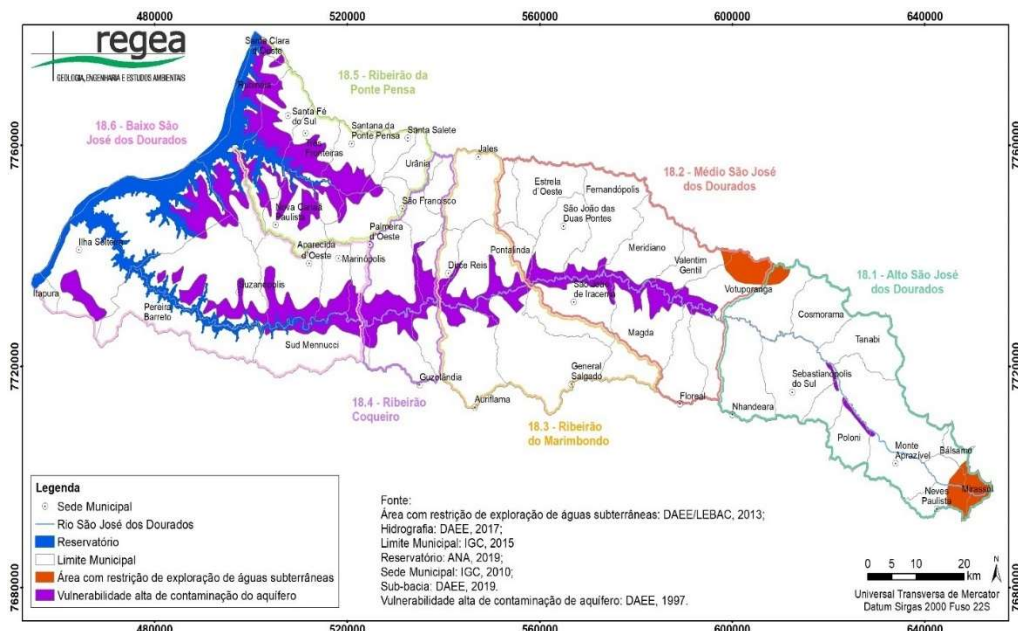 480000 520000 560000 600000 640000
regea
GEOLOGIA, ENGENHARIA E ESTUDOS AMBIENTAIS
Santa Clara
d'Oeste
18.5 - Ribeirão da
Ponte Pensa
Rubinéia
Santa Fé
do Sul
18.6 - Baixo São
José dos Dourados
Três
Fronteiras
Santana da
Ponte Pensa
Santa Salete
Urânia
Jales
7760000
7760000
18.2 - Médio São José
dos Dourados
Estrela
d'Oeste
Fernandópolis
São João das
Duas Pontes
Nova Canaã
Paulista
São Francisco
Palmeira
d'Oeste
Ilha Solteira
Aparecida
d'Oeste
Marinópolis
Dirce Reis
Pontalinda
Meridiano
Valentim
Gentil
Votuporanga
18.1 - Alto São José
dos Dourados
Itapura
Pereira
Barreto
Suzanápolis
São João
de Iracema
Magda
Cosmorama
Tanabi
Sud Mennucci
7720000
7720000
18.4 - Ribeirão
Coqueiro
Guzolândia
General
Salgado
Auriflama
Floreal
Sebastianópolis
do Sul
Nhandeara
18.3 - Ribeirão
do Marimbondo
Poloni
Monte
Aprazível
Bálsamo
Neves
Paulista
Mirassol
Legenda
Sede Municipal
Rio São José dos Dourados
Reservatório
Limite Municipal
Área com restrição de exploração de águas subterrâneas
Vulnerabilidade alta de contaminação do aquífero
Fonte:
Área com restrição de exploração de águas subterrâneas: DAEE/LEBAC, 2013;
Hidrografia: DAEE, 2017;
Limite Municipal: IGC, 2015
Reservatório: ANA, 2019;
Sede Municipal: IGC, 2010;
Sub-bacia: DAEE, 2019.
Vulnerabilidade alta de contaminação de aquífero: DAEE, 1997.
0 5 10 20
km
N
Universal Transversa de Mercator
Datum Sirgas 2000 Fuso 22S
7680000
7680000
480000 520000 560000 600000 640000